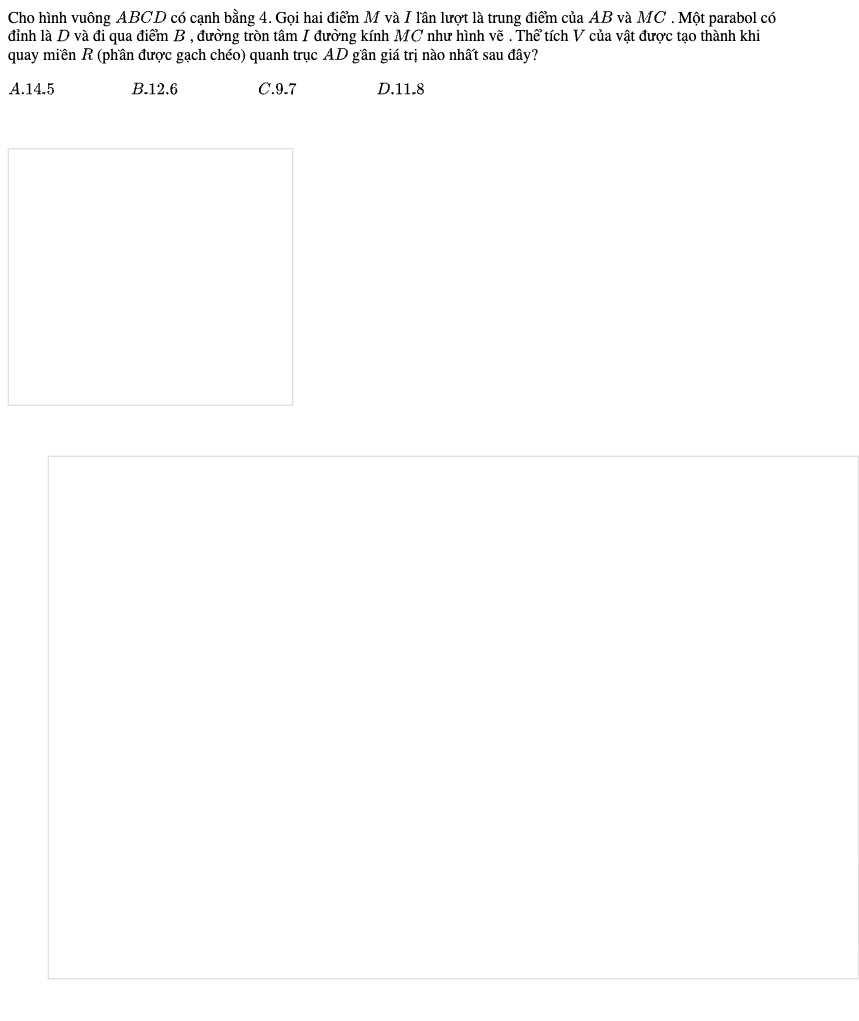 Cho hình vuông ABCD có cạnh bằng 4. Gọi hai điểm M và I lần lượt là trung điểm của AB và MC . Một parabol có
đỉnh là D và đi qua điểm B , đường tròn tâm I đường kính MC như hình vẽ . Thể tích V của vật được tạo thành khi
quay miền R (phần được gạch chéo) quanh trục AD gần giá trị nào nhất sau đây?
A.14.5 B.12.6 C.9.7 D.11.8